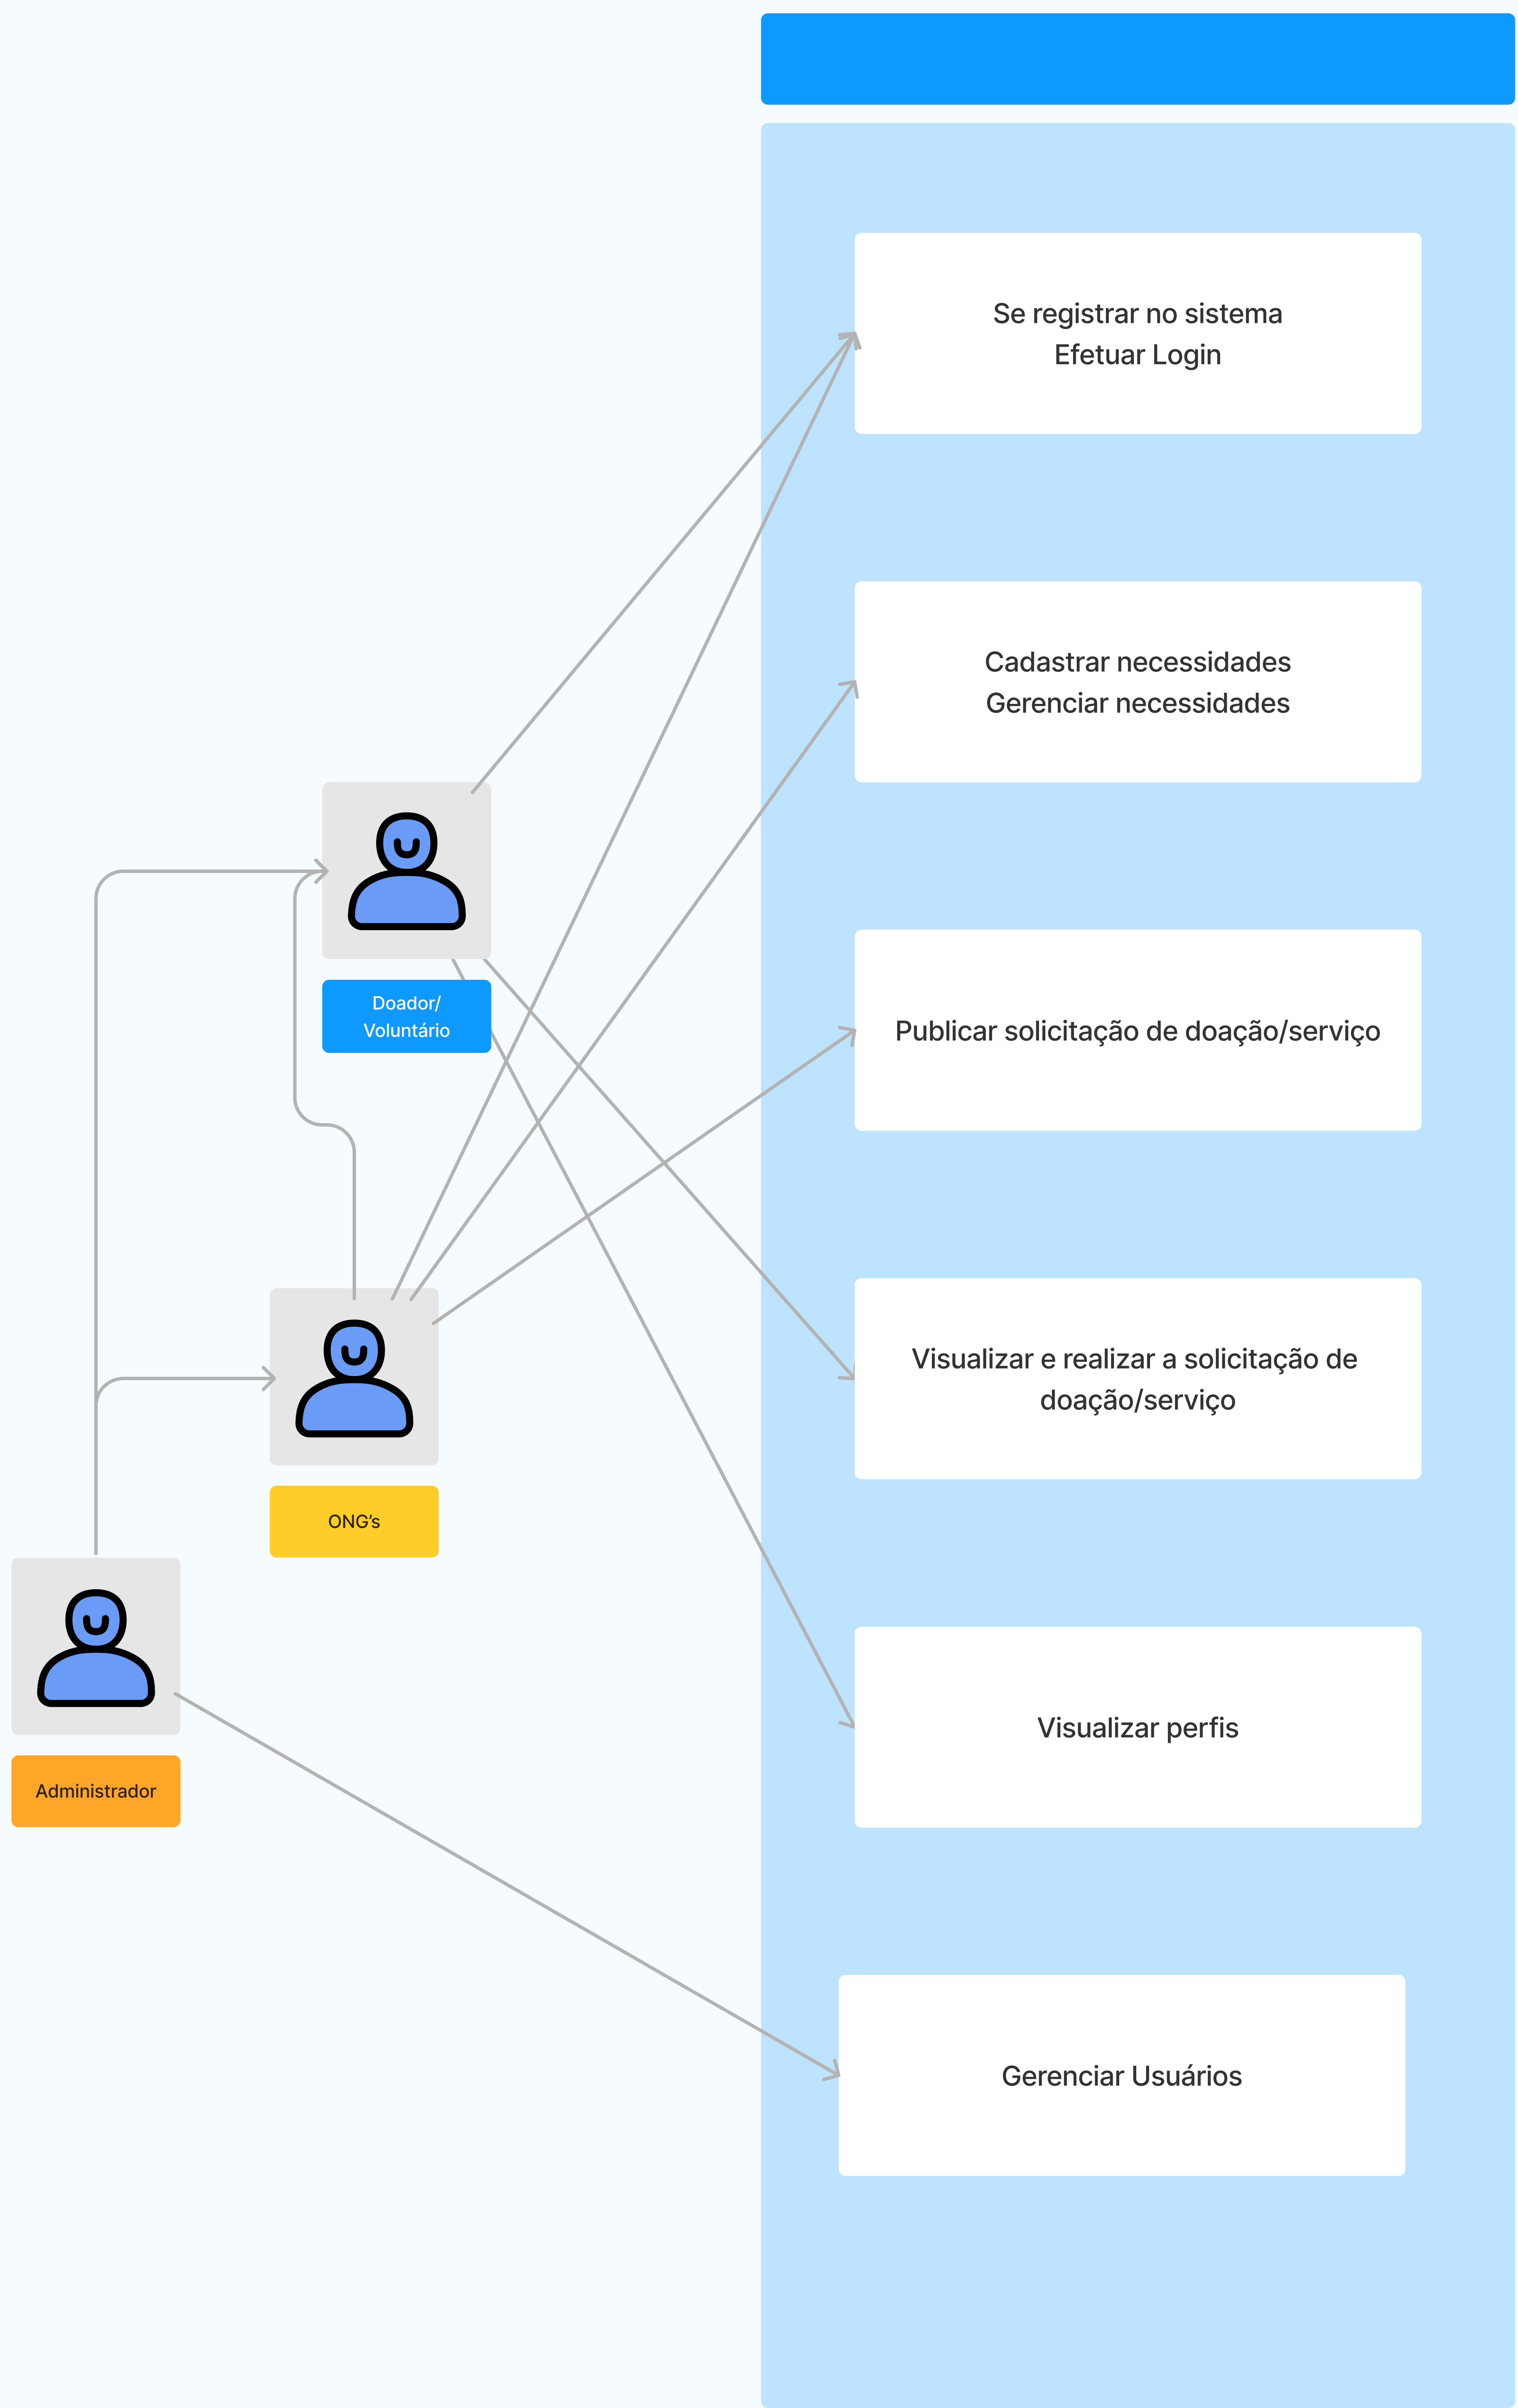 Se registrar no sistema
Efetuar Login
Cadastrar necessidades
Gerenciar necessidades
Doador/
Voluntário
Publicar solicitação de doação/serviço
Visualizar e realizar a solicitação de
doação/serviço
ONG’s
Visualizar perfis
Administrador
Gerenciar Usuários